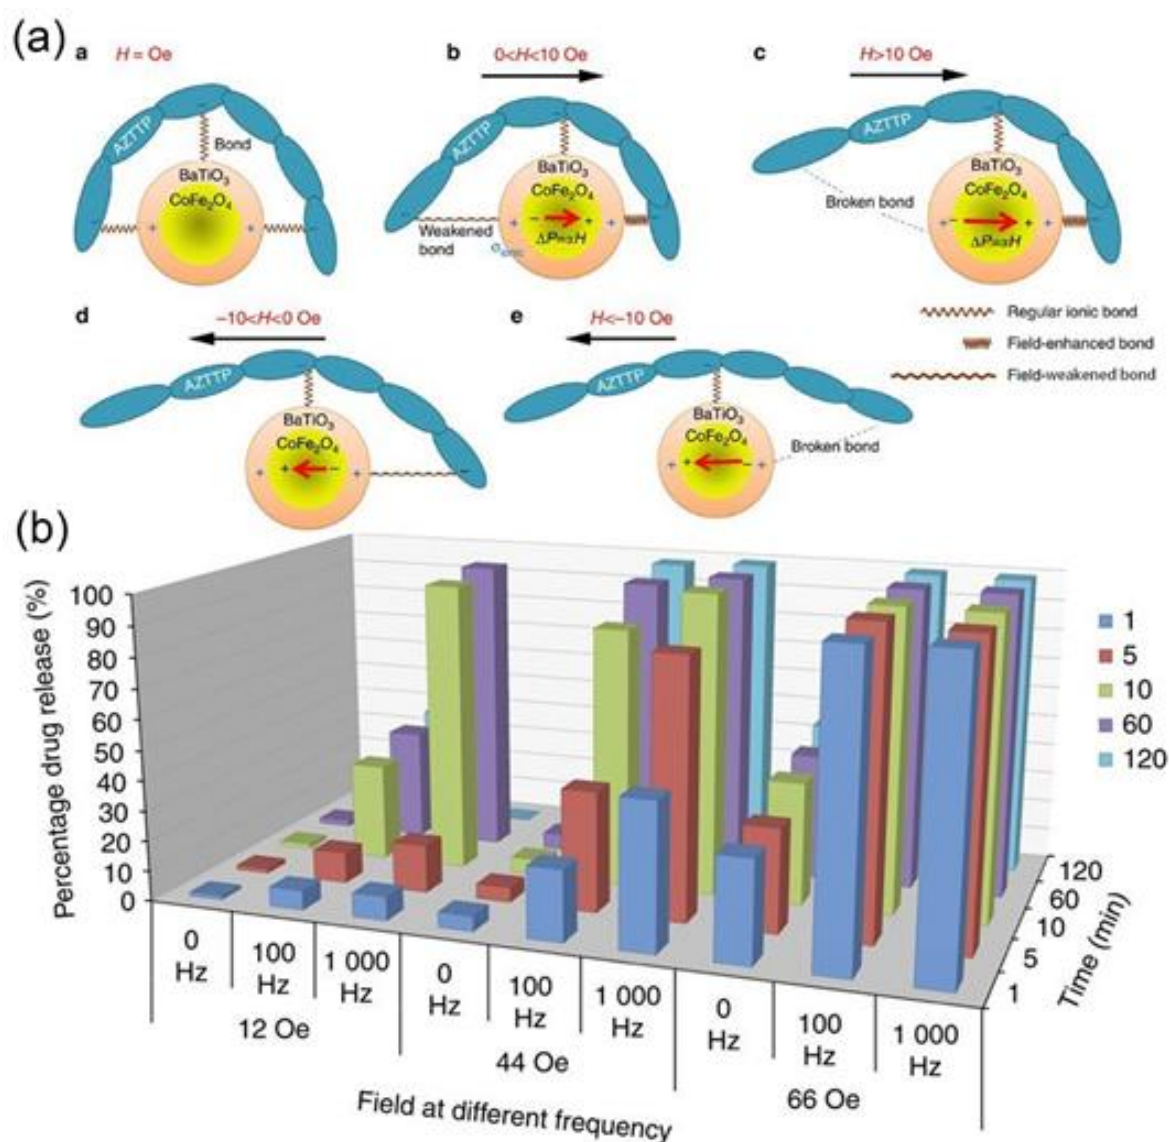 (a)
a
H = Oe
AZTTP
Bond
BaTiO3
CoFe2O4
+
+
b
0<H<10 Oe
AZTTP
BaTiO3
CoFe2O4
+ − + +
Weakened
bond
ΔP=αH
c
H>10 Oe
AZTTP
BaTiO3
CoFe2O4
Broken bond
+ − + +
ΔP=αH
d
−10<H<0 Oe
AZTTP
BaTiO3
CoFe2O4
+ + − +
e
H<−10 Oe
AZTTP
BaTiO3
CoFe2O4
+ + − +
Broken bond
Regular ionic bond
Field-enhanced bond
Field-weakened bond
(b)
Percentage drug release (%)
100
90
80
70
60
50
40
30
20
10
0
0
Hz
100
Hz
1 000
Hz
0
Hz
100
Hz
1 000
Hz
0
Hz
100
Hz
1 000
Hz
12 Oe
44 Oe
66 Oe
Field at different frequency
1
5
10
60
120
Time (min)
1
5
10
60
120